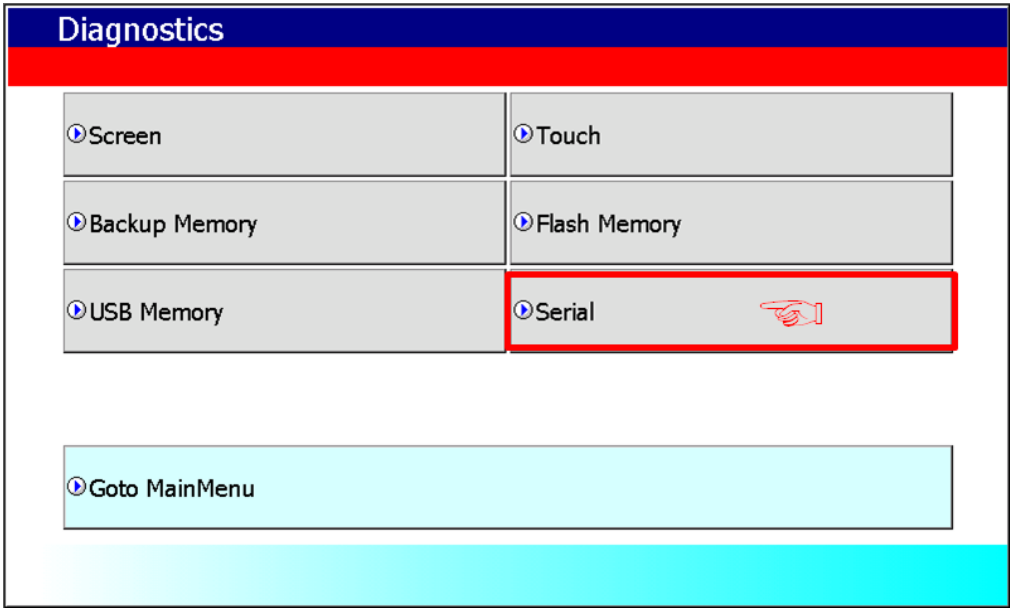 Diagnostics
Screen
Touch
Backup Memory
Flash Memory
USB Memory
Serial
Goto MainMenu